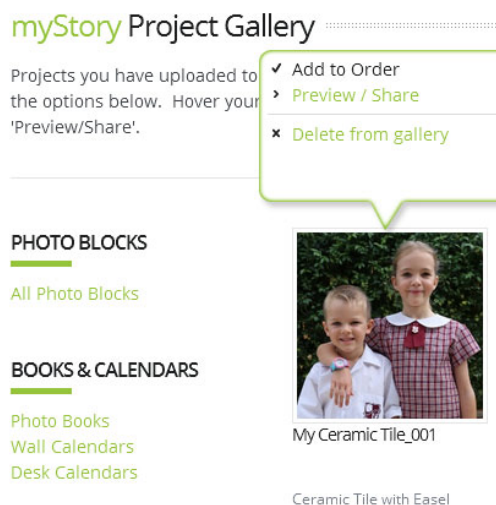 myStory Project Gallery
Projects you have uploaded to
the options below. Hover your
'Preview/Share'.
Add to Order
Preview / Share
Delete from gallery
PHOTO BLOCKS
All Photo Blocks
BOOKS & CALENDARS
Photo Books
Wall Calendars
Desk Calendars
My Ceramic Tile_001
Ceramic Tile with Easel